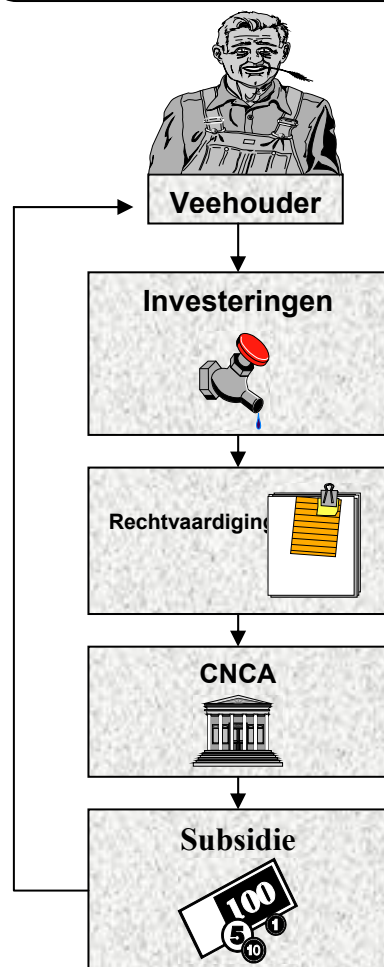 Veehouder
Investeringen
Rechtvaardiging
CNCA
Subsidie
100
5
1
10